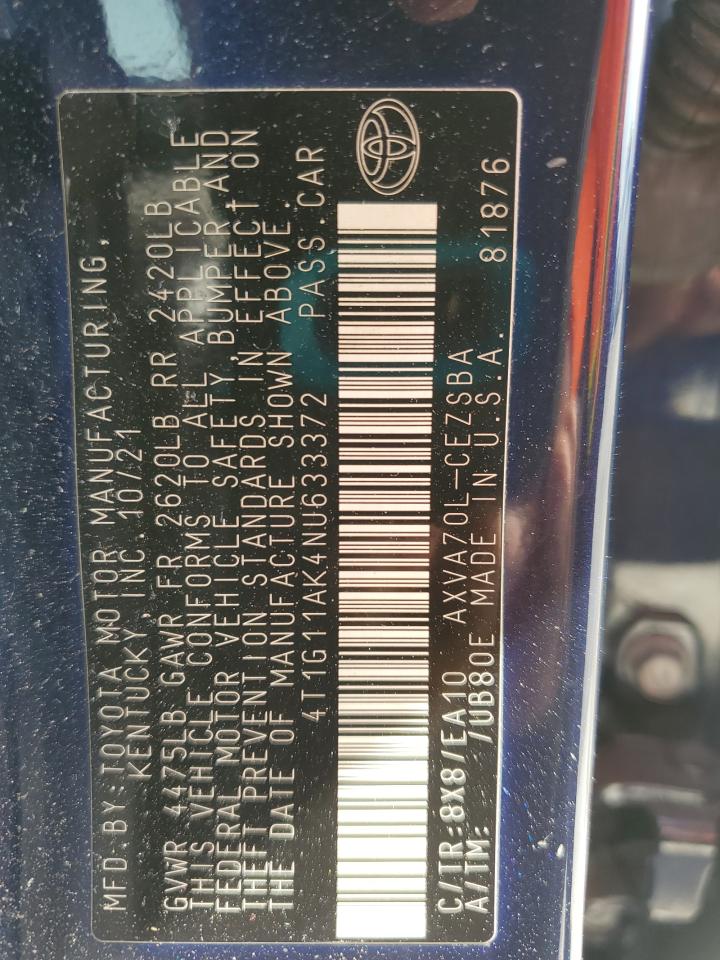 MFD.BY:TOYOTA MOTOR MANUFACTURING,
KENTUCKY, INC. 10/21
GVWR 4475LB GAWR FR 2620LB RR 2420LB
THIS VEHICLE CONFORMS TO ALL APPLICABLE
FEDERAL MOTOR VEHICLE SAFETY,BUMPER,AND
THEFT PREVENTION STANDARDS IN EFFECT ON
THE DATE OF MANUFACTURE SHOWN ABOVE.
4T1G11AK4NU633372 PASS.CAR
C/TR:8X8/EA10 AXVA70L-CEZSBA
A/TM: /UB80E MADE IN U.S.A. 81876